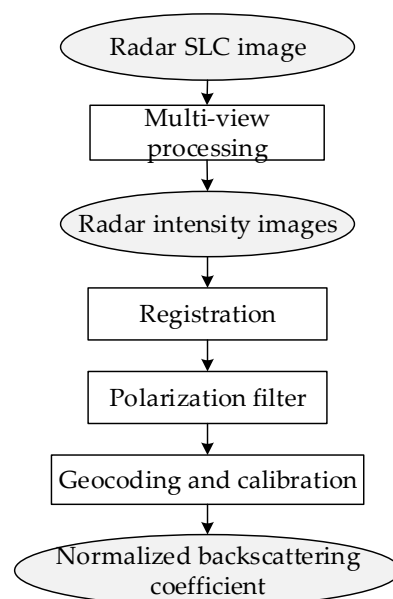 Radar SLC image
Multi-view
processing
Radar intensity images
Registration
Polarization filter
Geocoding and calibration
Normalized backscattering
coefficient